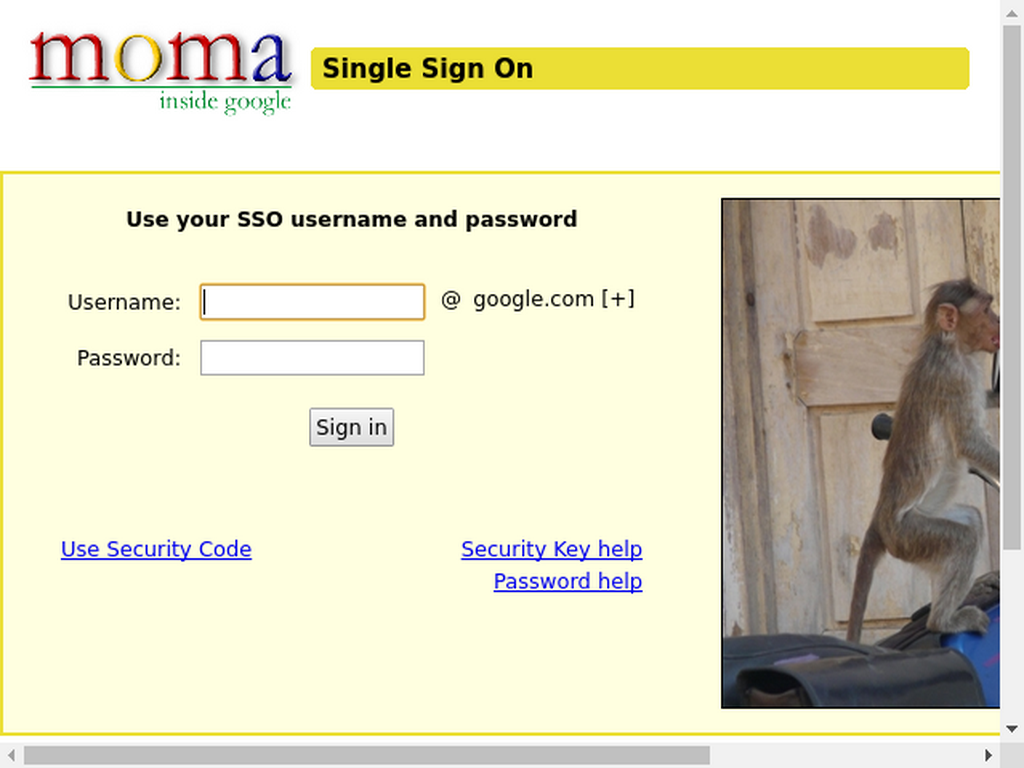 moma
inside google
Single Sign On
Use your SSO username and password
Username:
@ google.com [+]
Password:
Sign in
Use Security Code
Security Key help
Password help